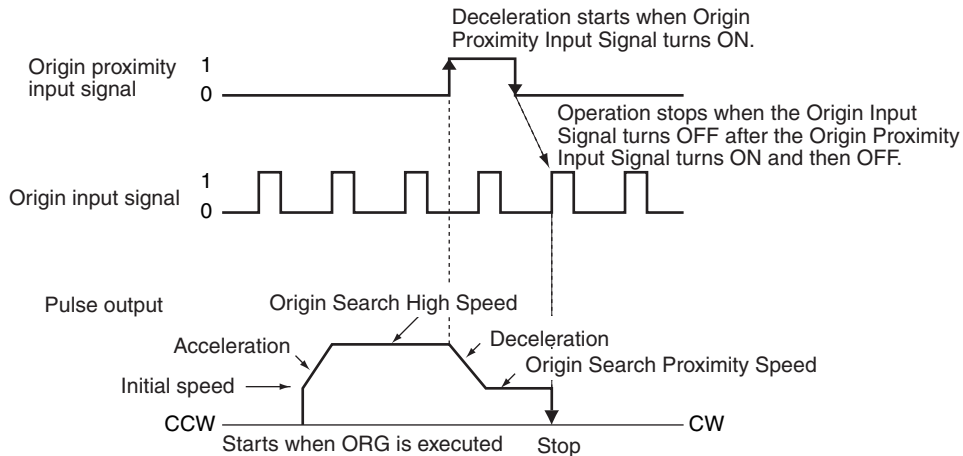 Deceleration starts when Origin
Proximity Input Signal turns ON.
Origin proximity
input signal
1
0
Operation stops when the Origin Input
Signal turns OFF after the Origin Proximity
Input Signal turns ON and then OFF.
Origin input signal
1
0
Pulse output
Origin Search High Speed
Acceleration
Deceleration
Origin Search Proximity Speed
Initial speed
CCW
CW
Starts when ORG is executed
Stop